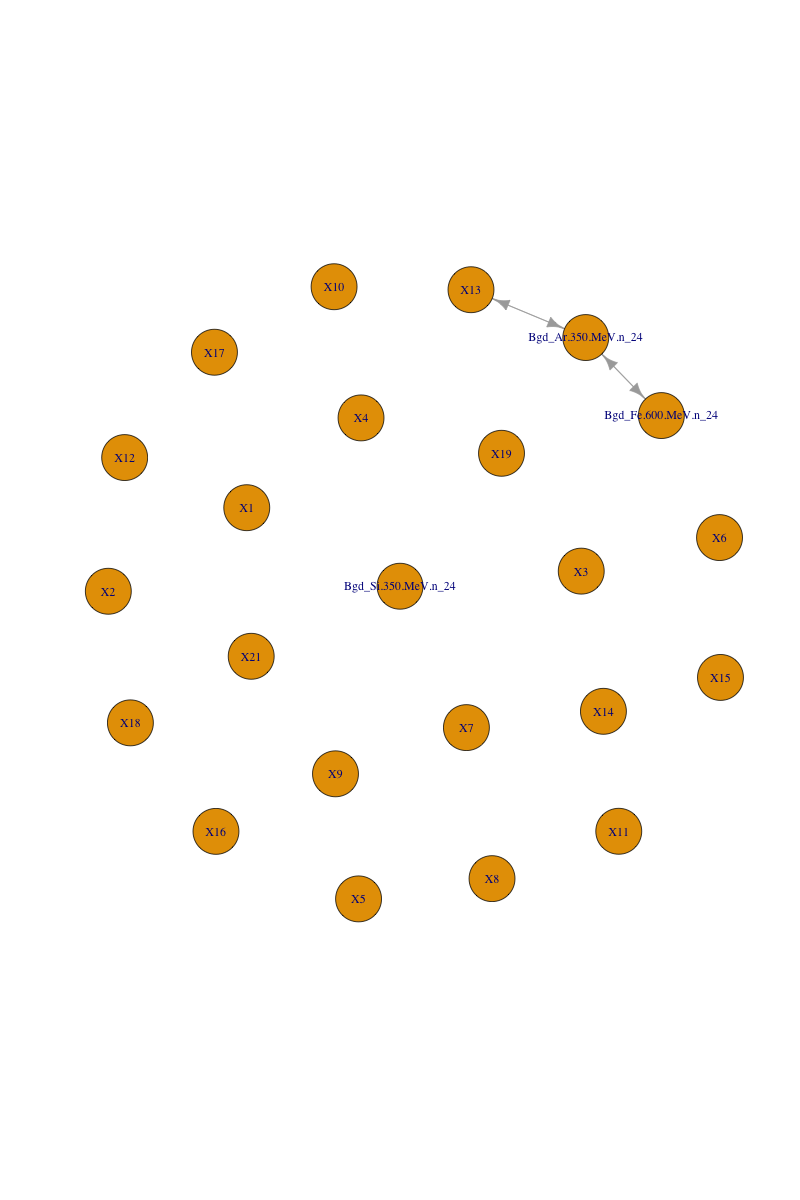 X10
X13
Bgd_Ar.350.MeV.n_24
X17
Bgd_Fe.600.MeV.n_24
X4
X19
X12
X1
X6
X3
Bgd_Si.350.MeV.n_24
X2
X21
X15
X14
X18
X7
X9
X16
X11
X8
X5